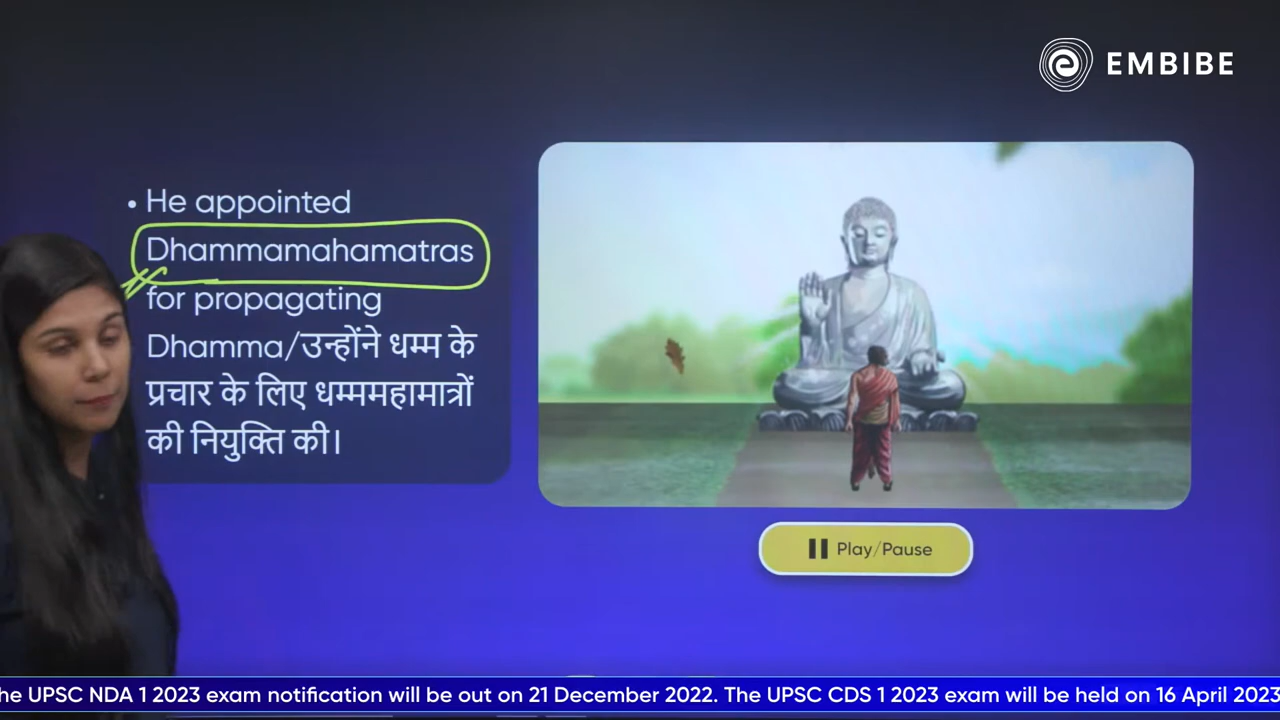 EMBIBE
• He appointed
Dhammamahamatras
for propagating
Dhamma/उन्होंने धम्म के
प्रचार के लिए धम्ममहामात्रों
की नियुक्ति की।
Play/Pause
he UPSC NDA 1 2023 exam notification will be out on 21 December 2022. The UPSC CDS 1 2023 exam will be held on 16 April 2023